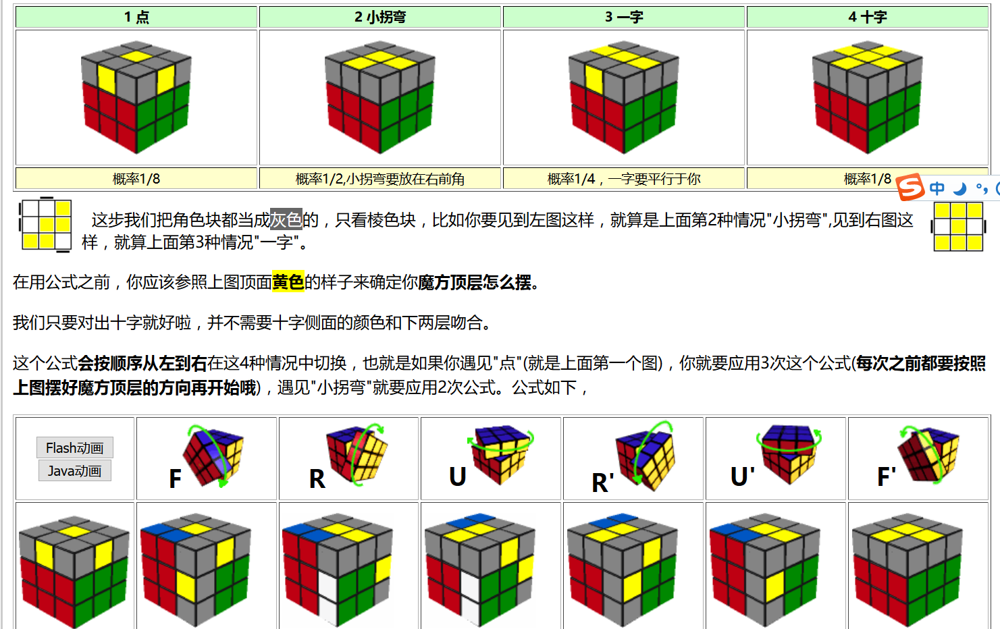 1 点
2 小拐弯
3 一字
4 十字
概率1/8
概率1/2,小拐弯要放在右前角
概率1/4，一字要平行于你
概率1/8
中
这步我们把角色块都当成灰色的，只看棱色块，比如你要见到左图这样，就算是上面第2种情况"小拐弯",见到右图这
样，就算上面第3种情况"一字"。
在用公式之前，你应该参照上图顶面黄色的样子来确定你魔方顶层怎么摆。
我们只要对出十字就好啦，并不需要十字侧面的颜色和下两层吻合。
这个公式会按顺序从左到右在这4种情况中切换，也就是如果你遇见"点"(就是上面第一个图)，你就要应用3次这个公式(每次之前都要按照
上图摆好魔方顶层的方向再开始哦)，遇见"小拐弯"就要应用2次公式。公式如下，
Flash动画
Java动画
F
R
U
R'
U'
F'